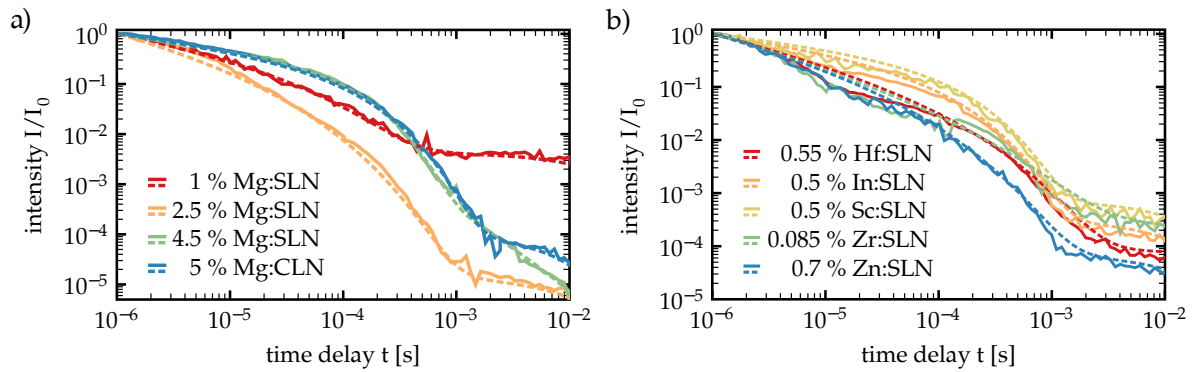 a)
intensity I/I₀
10⁰
10⁻¹
10⁻²
10⁻³
10⁻⁴
10⁻⁵
1 % Mg:SLN
2.5 % Mg:SLN
4.5 % Mg:SLN
5 % Mg:CLN
10⁻⁶ 10⁻⁵ 10⁻⁴ 10⁻³ 10⁻²
time delay t [s]
b)
intensity I/I₀
10⁰
10⁻¹
10⁻²
10⁻³
10⁻⁴
10⁻⁵
0.55 % Hf:SLN
0.5 % In:SLN
0.5 % Sc:SLN
0.085 % Zr:SLN
0.7 % Zn:SLN
10⁻⁶ 10⁻⁵ 10⁻⁴ 10⁻³ 10⁻²
time delay t [s]